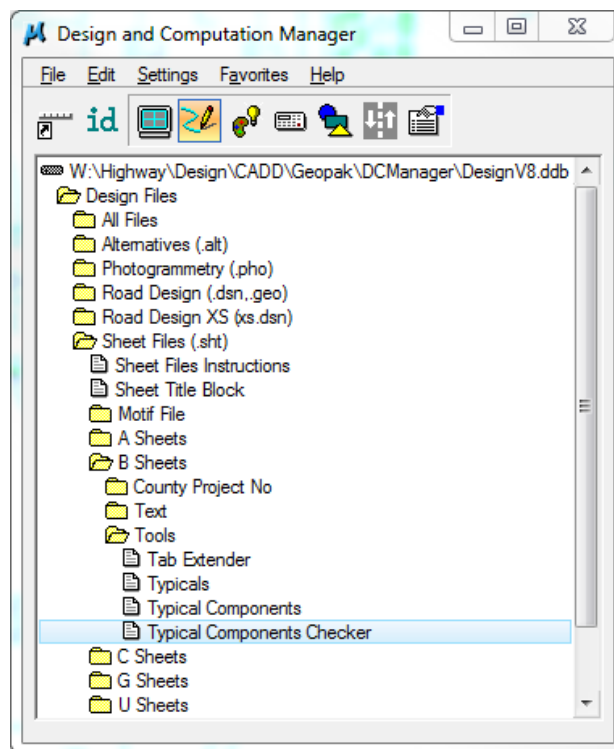 Design and Computation Manager
File Edit Settings Favorites Help
id
W:\Highway\Design\CADD\Geopak\DCManager\DesignV8.ddb
Design Files
All Files
Alternatives (.alt)
Photogrammetry (.pho)
Road Design (.dsn,.geo)
Road Design XS (xs.dsn)
Sheet Files (.sht)
Sheet Files Instructions
Sheet Title Block
Motif File
A Sheets
B Sheets
County Project No
Text
Tools
Tab Extender
Typicals
Typical Components
Typical Components Checker
C Sheets
G Sheets
U Sheets